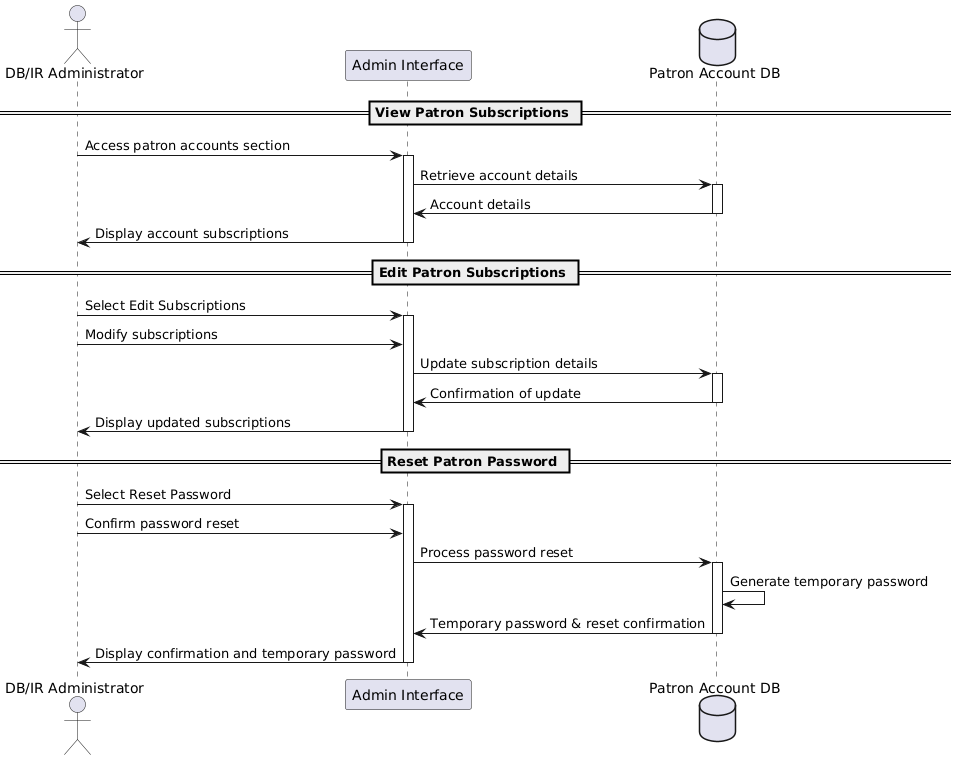 DB/IR Administrator
Admin Interface
Patron Account DB
View Patron Subscriptions
Access patron accounts section
Retrieve account details
Account details
Display account subscriptions
Edit Patron Subscriptions
Select Edit Subscriptions
Modify subscriptions
Update subscription details
Confirmation of update
Display updated subscriptions
Reset Patron Password
Select Reset Password
Confirm password reset
Process password reset
Generate temporary password
Temporary password & reset confirmation
Display confirmation and temporary password
DB/IR Administrator
Admin Interface
Patron Account DB